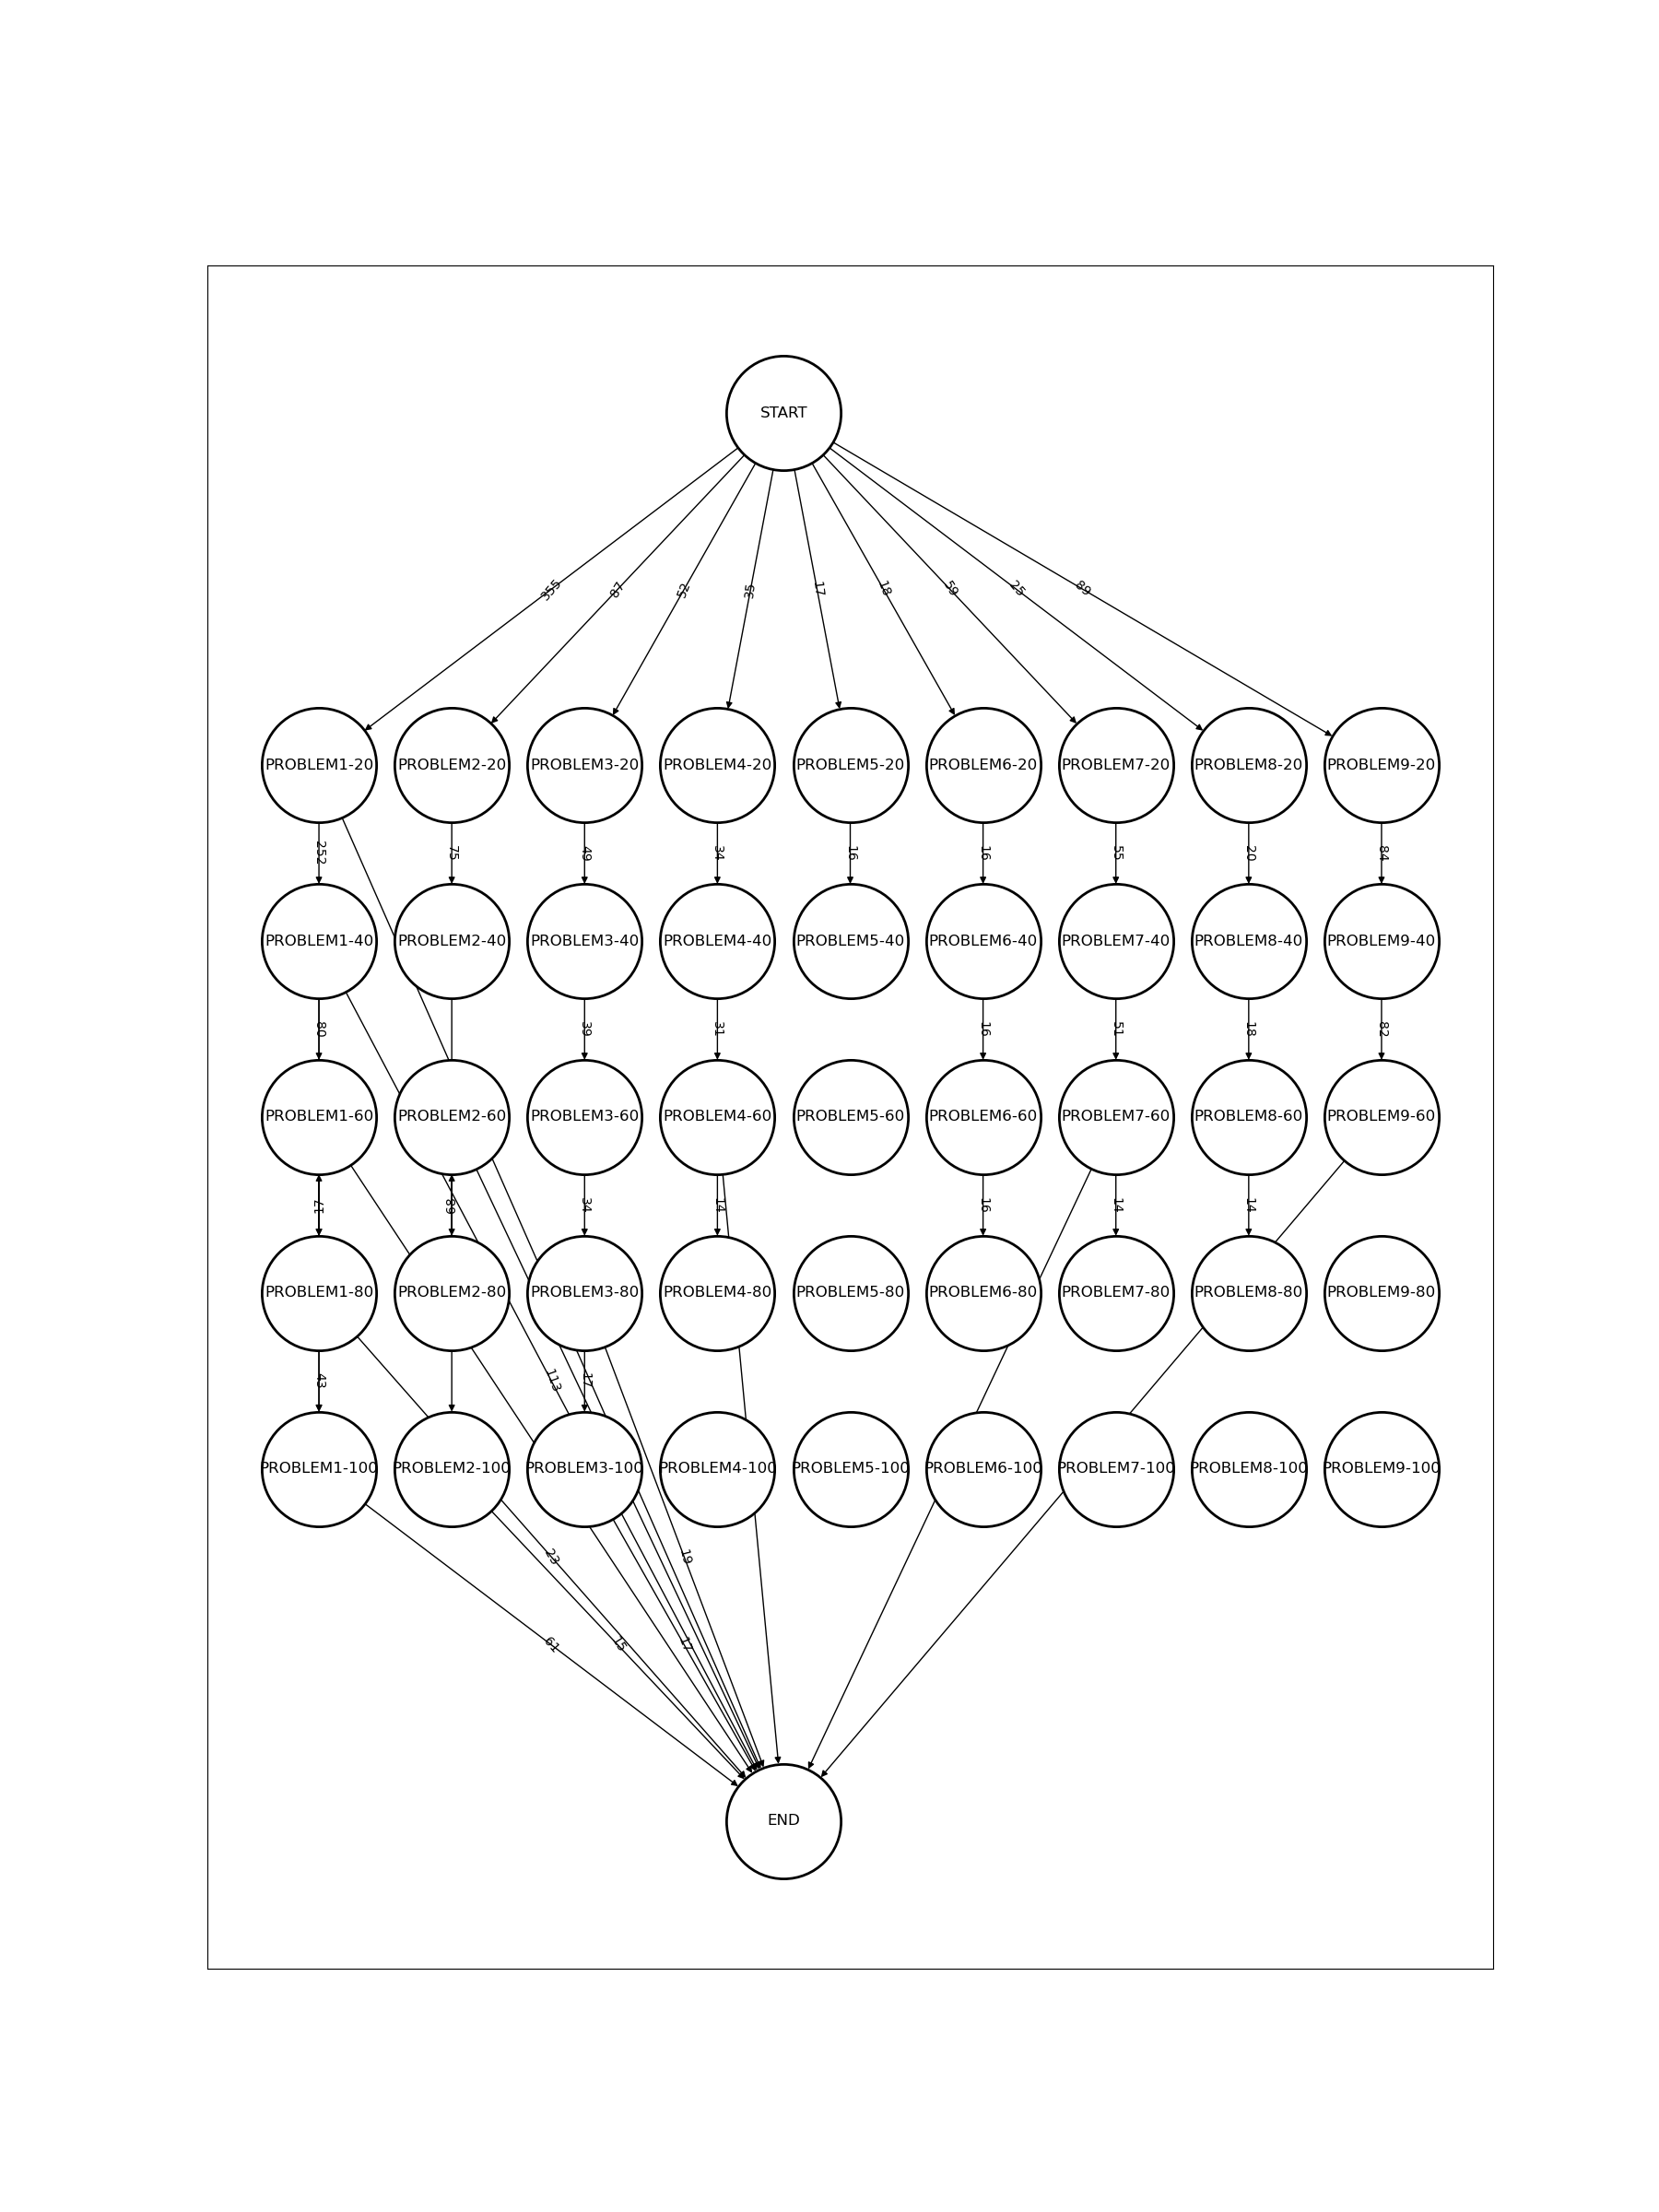 START
355 87 52 35 17 18 59 25 89
PROBLEM1-20 PROBLEM2-20 PROBLEM3-20 PROBLEM4-20 PROBLEM5-20 PROBLEM6-20 PROBLEM7-20 PROBLEM8-20 PROBLEM9-20
252 75 49 34 16 16 55 20 84
PROBLEM1-40 PROBLEM2-40 PROBLEM3-40 PROBLEM4-40 PROBLEM5-40 PROBLEM6-40 PROBLEM7-40 PROBLEM8-40 PROBLEM9-40
80 39 31 16 51 18 82
PROBLEM1-60 PROBLEM2-60 PROBLEM3-60 PROBLEM4-60 PROBLEM5-60 PROBLEM6-60 PROBLEM7-60 PROBLEM8-60 PROBLEM9-60
71 34 14 16 14 14
PROBLEM1-80 PROBLEM2-80 PROBLEM3-80 PROBLEM4-80 PROBLEM5-80 PROBLEM6-80 PROBLEM7-80 PROBLEM8-80 PROBLEM9-80
43 113 17
PROBLEM1-100 PROBLEM2-100 PROBLEM3-100 PROBLEM4-100 PROBLEM5-100 PROBLEM6-100 PROBLEM7-100 PROBLEM8-100 PROBLEM9-100
23 19
61 15 17
END